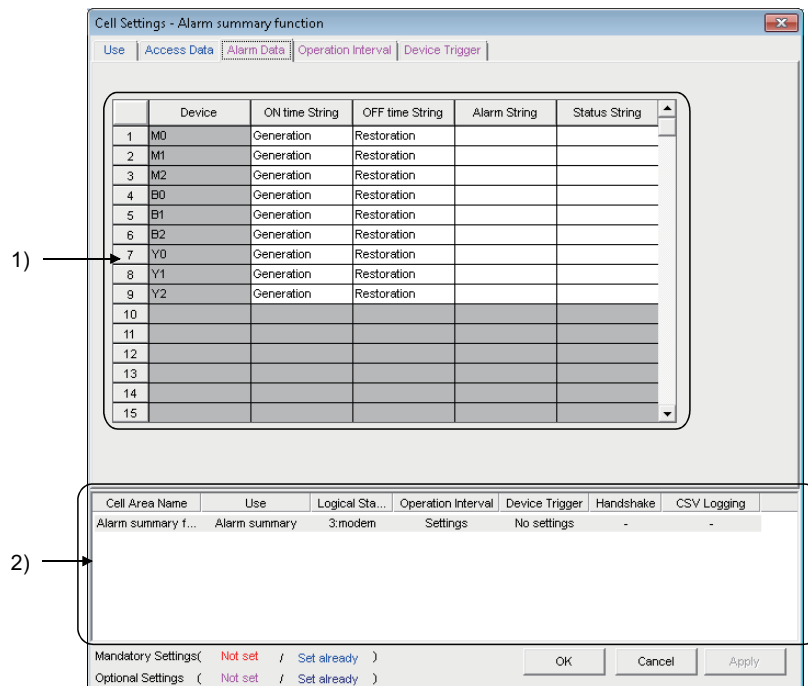 Cell Settings - Alarm summary function
Use Access Data Alarm Data Operation Interval Device Trigger
Device ON time String OFF time String Alarm String Status String
1 M0 Generation Restoration
2 M1 Generation Restoration
3 M2 Generation Restoration
4 B0 Generation Restoration
5 B1 Generation Restoration
6 B2 Generation Restoration
1) 7 Y0 Generation Restoration
8 Y1 Generation Restoration
9 Y2 Generation Restoration
10
11
12
13
14
15
Cell Area Name Use Logical Sta... Operation Interval Device Trigger Handshake CSV Logging
Alarm summary f... Alarm summary 3:modem Settings No settings - -
2)
Mandatory Settings( Not set / Set already )
OK Cancel Apply
Optional Settings ( Not set / Set already )